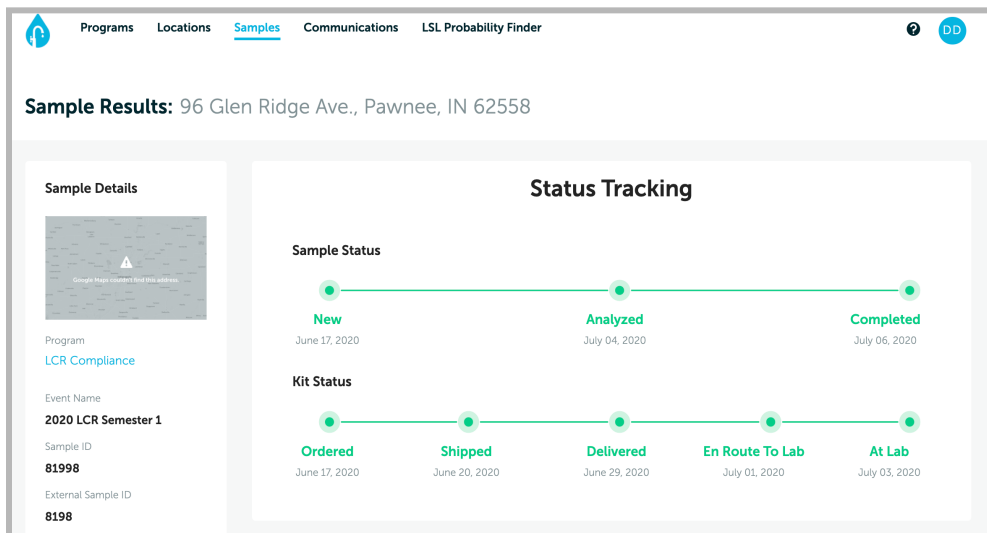 Programs Locations Samples Communications LSL Probability Finder ? DD
Sample Results: 96 Glen Ridge Ave., Pawnee, IN 62558
Sample Details
Google Maps couldn't find this address
Program
LCR Compliance
Event Name
2020 LCR Semester 1
Sample ID
81998
External Sample ID
8198
Status Tracking
Sample Status
New Analyzed Completed
June 17, 2020 July 04, 2020 July 06, 2020
Kit Status
Ordered Shipped Delivered En Route To Lab At Lab
June 17, 2020 June 20, 2020 June 29, 2020 July 01, 2020 July 03, 2020